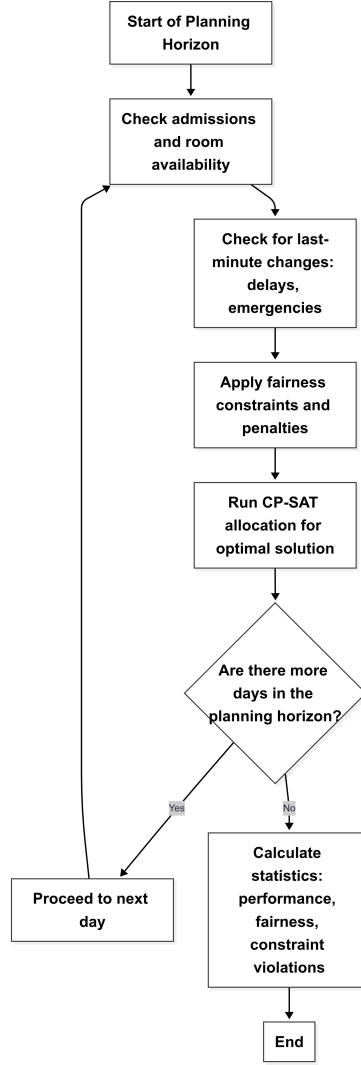 Start of Planning
Horizon
Check admissions
and room
availability
Check for last-
minute changes:
delays,
emergencies
Apply fairness
constraints and
penalties
Run CP-SAT
allocation for
optimal solution
Are there more
days in the
planning horizon?
Yes
No
Proceed to next
day
Calculate
statistics:
performance,
fairness,
constraint
violations
End